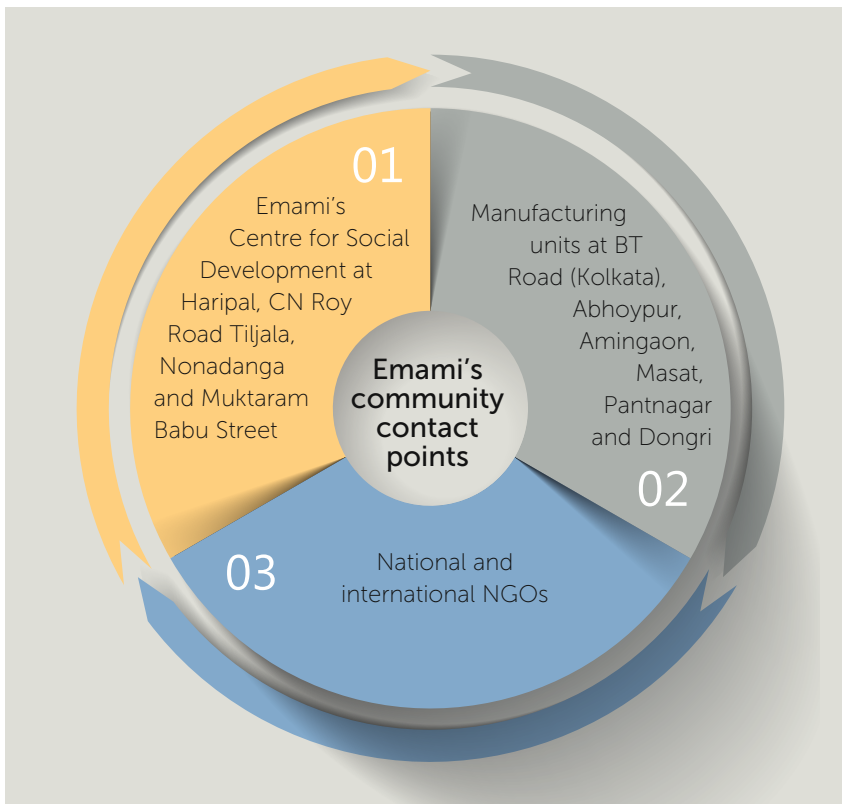 01
Emami’s
Centre for Social
Development at
Haripal, CN Roy
Road Tiljala,
Nonadanga
and Muktaram
Babu Street
Manufacturing
units at BT
Road (Kolkata),
Abhoypur,
Amingaon,
Masat,
Pantnagar
and Dongri
02
Emami’s
community
contact
points
03
National and
international NGOs